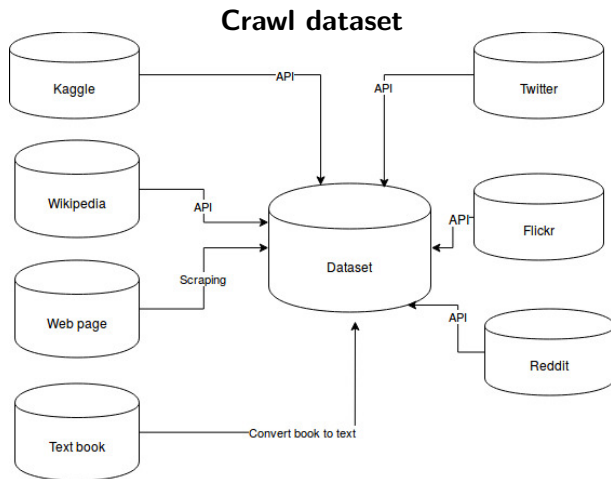 Crawl dataset
Kaggle
API
API
Twitter
Wikipedia
API
API
Flickr
Dataset
Scraping
Web page
API
Reddit
Text book
Convert book to text